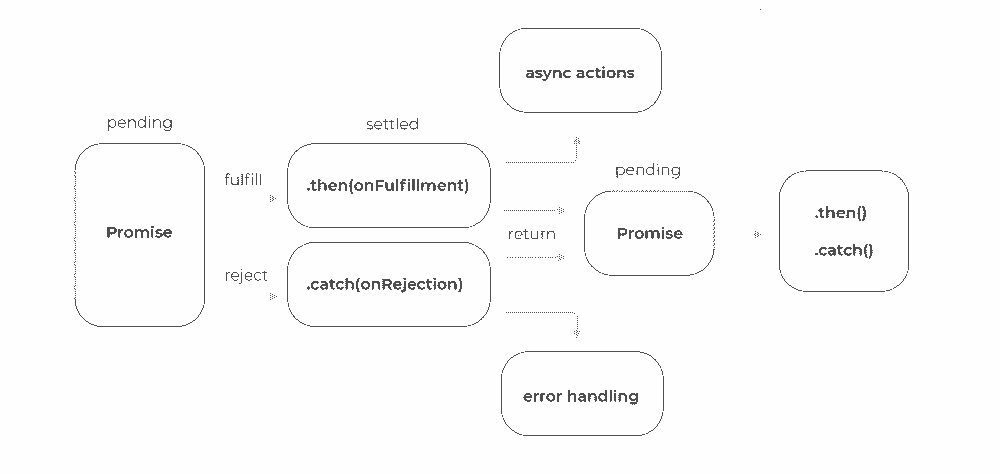 async actions
pending
settled
fulfill
.then(onFulfillment)
pending
Promise
return
Promise
.then()
.catch()
reject
.catch(onRejection)
error handling